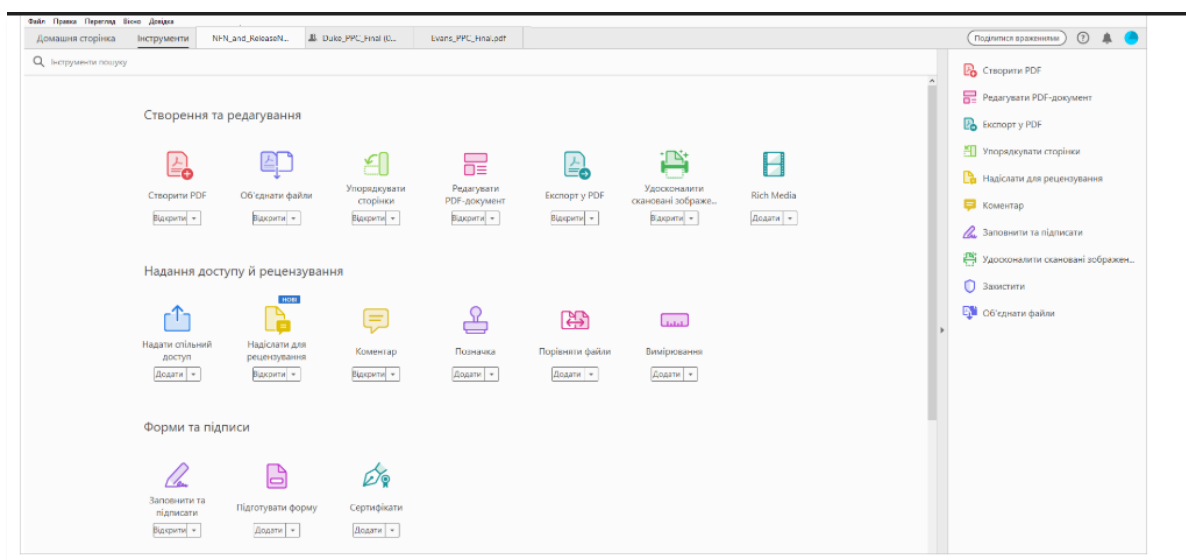 Файл Правка Перегляд Вікно Довідка
Домашня сторінка Інструменти NFN_and_ReleaseN... Duke_PPC_Final (0... Evans_PPC_Final.pdf Поділитися враженнями
Інструменти пошуку
Створення та редагування
Створити PDF
Відкрити
Об'єднати файли
Відкрити
Упорядкувати
сторінки
Відкрити
Редагувати
PDF-документ
Відкрити
Експорт у PDF
Відкрити
Удосконалити
скановані зображе...
Відкрити
Rich Media
Додати
Надання доступу й рецензування
Надати спільний
доступ
Додати
НОВІ
Надіслати для
рецензування
Відкрити
Коментар
Відкрити
Позначка
Додати
Порівняти файли
Додати
Вимірювання
Додати
Форми та підписи
Заповнити та
підписати
Відкрити
Підготувати форму
Додати
Сертифікати
Додати
Створити PDF
Редагувати PDF-документ
Експорт у PDF
Упорядкувати сторінки
Надіслати для рецензування
Коментар
Заповнити та підписати
Удосконалити скановані зображен...
Захистити
Об'єднати файли